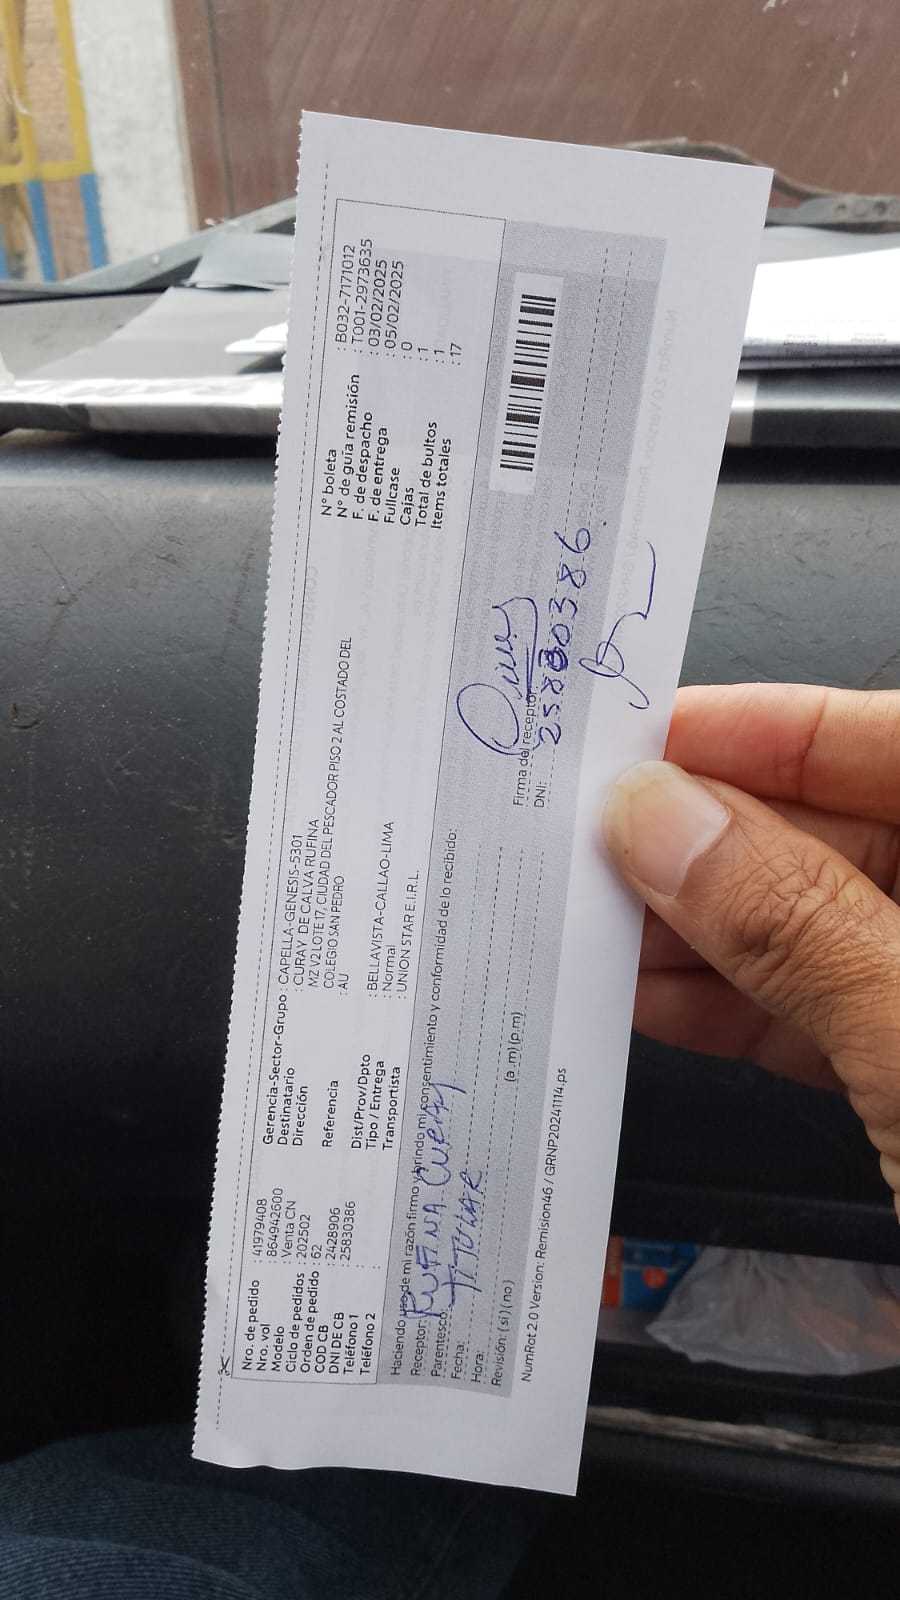 Nro. de pedido : 41979408
Nro. vol : 864942600
Modelo : Venta CN
Ciclo de pedidos : 202502
Orden de pedido : 62
COD CB : 2428906
DNI DE CB : 25830386
Teléfono 1 :
Teléfono 2 :
Gerencia-Sector-Grupo : CAPELLA-GENESIS-5301
Destinatario : CURAY DE CALVA RUFINA
Dirección MZ V2 LOTE 17, CIUDAD DEL PESCADOR PISO 2 AL COSTADO DEL
COLEGIO SAN PEDRO
Referencia : AU
Dist/Prov/Dpto : BELLAVISTA-CALLAO-LIMA
Tipo / Entrega : Normal
Transportista : UNION STAR E.I.R.L.
N° boleta : B032-7171012
N° de guía remisión : T001-2973635
F. de despacho : 03/02/2025
F. de entrega : 05/02/2025
Fullcase : 0
Cajas : 1
Total de bultos : 1
Items totales : 17
Haciendo uso de mi razón firmo y brindo mi consentimiento y conformidad de lo recibido:
Receptor: RUFINA CURAY
Parentesco: TITULAR
Fecha:
Hora: (a .m) (p.m)
Revisión: (si) (no)
Firma del receptor:
DNI: 25830386
NumRot 2.0 Version: Remision46 / GRNP20241114.ps